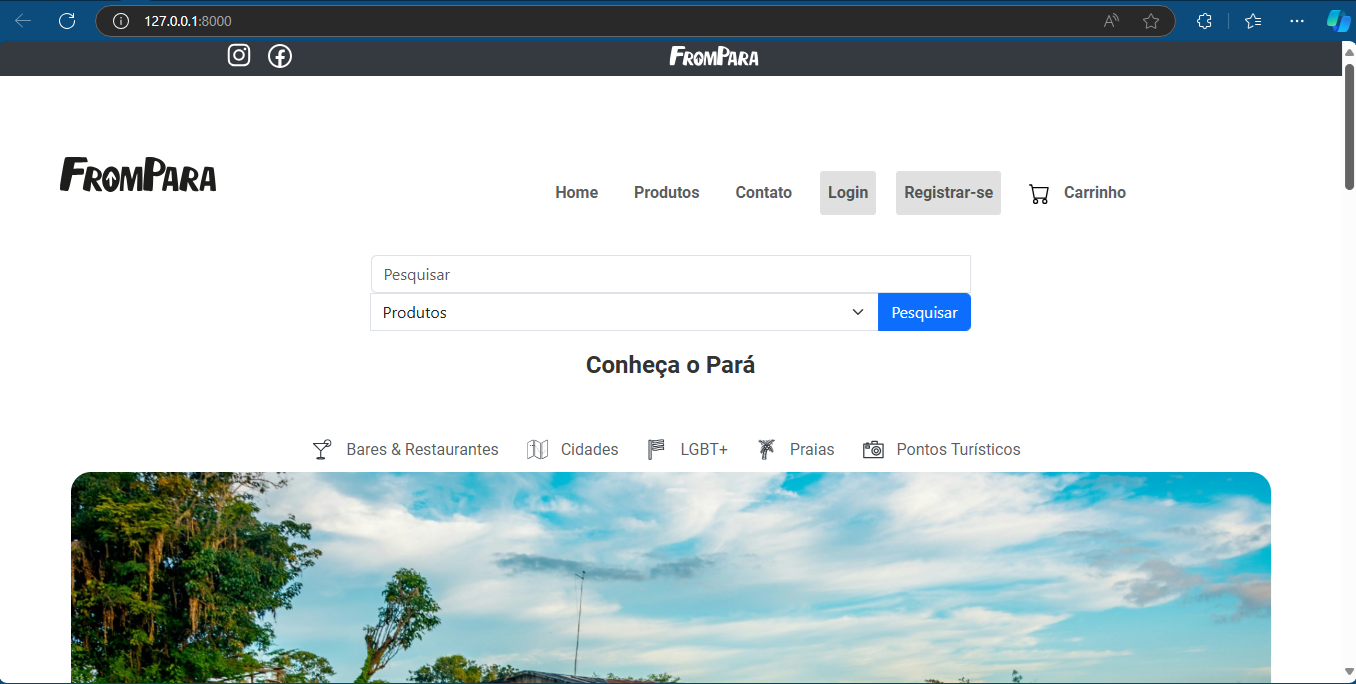 127.0.0.1:8000
FROMPARA
FROMPARA
Home Produtos Contato Login Registrar-se Carrinho
Pesquisar
Produtos Pesquisar
Conheça o Pará
Bares & Restaurantes Cidades LGBT+ Praias Pontos Turísticos